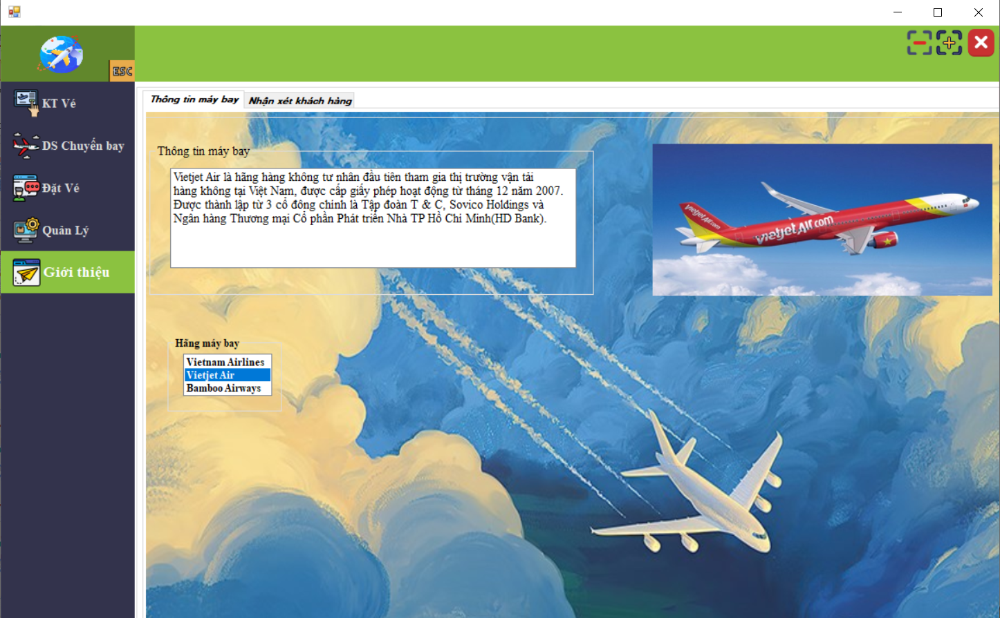 ESC
KT Vé
DS Chuyến bay
Đặt Vé
Quản Lý
Giới thiệu
Thông tin máy bay
Nhận xét khách hàng
Thông tin máy bay
Vietjet Air là hãng hàng không tư nhân đầu tiên tham gia thị trường vận tải
hàng không tại Việt Nam, được cấp giấy phép hoạt động từ tháng 12 năm 2007.
Được thành lập từ 3 cổ đông chính là Tập đoàn T & C, Sovico Holdings và
Ngân hàng Thương mại Cổ phần Phát triển Nhà TP Hồ Chí Minh(HD Bank).
vietjetAir.com
vietjetAir.com
Hãng máy bay
Vietnam Airlines
Vietjet Air
Bamboo Airways